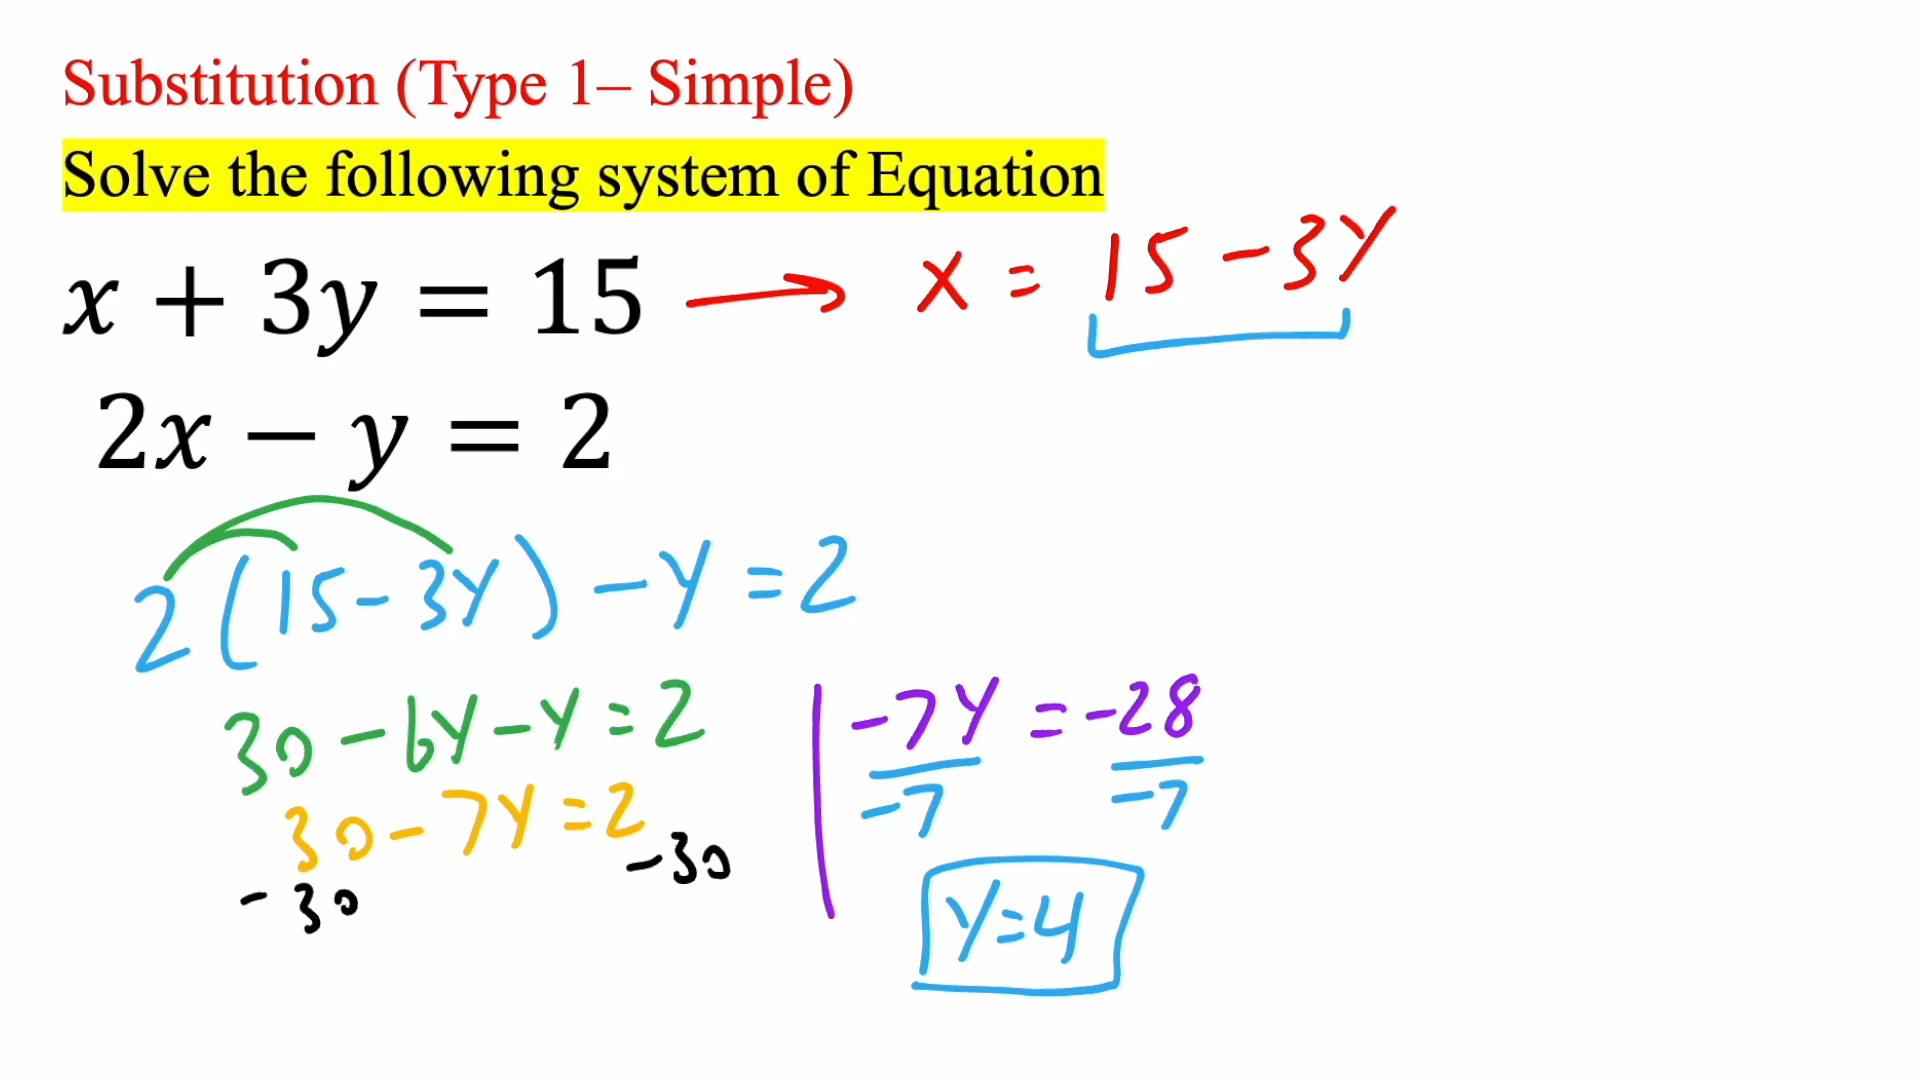 Substitution (Type 1– Simple)
Solve the following system of Equation
x + 3y = 15
x = 15 - 3y
2x − y = 2
2(15 - 3y) - y = 2
30 - 6y - y = 2
30 - 7y = 2
-30
-30
-7y = -28
-7 -7
y = 4